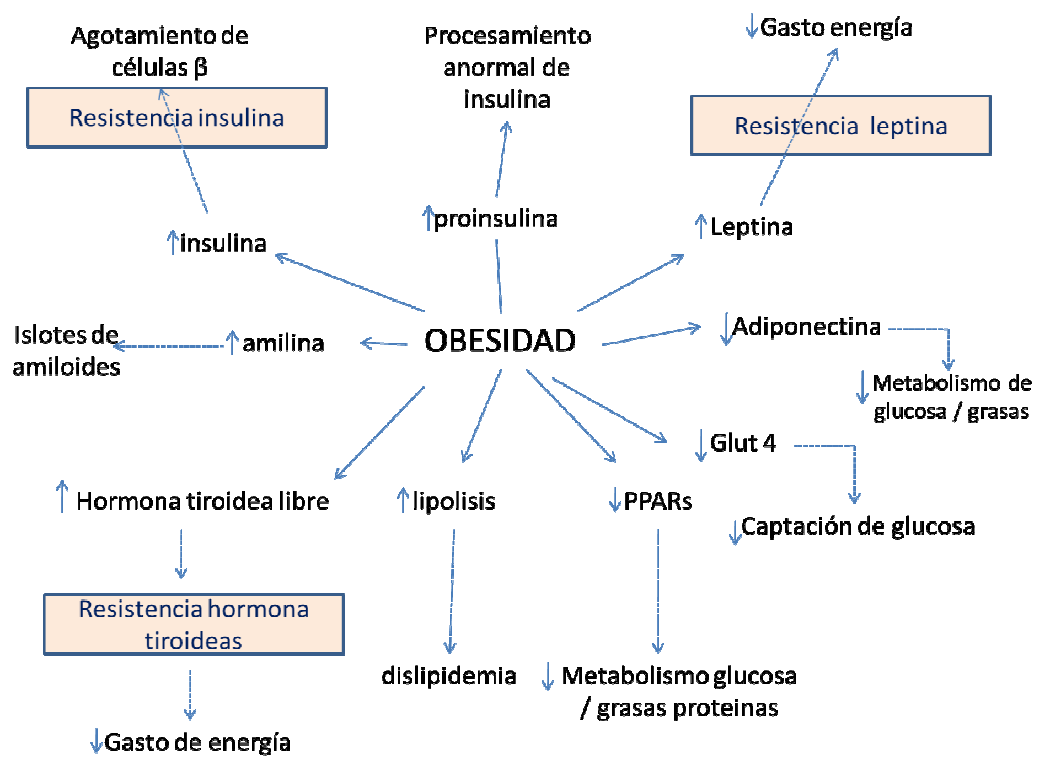 Agotamiento de
células β
Resistencia insulina
↑insulina
Procesamiento
anormal de
insulina
↑proinsulina
↓Gasto energía
Resistencia leptina
↑Leptina
Islotes de
amiloides
↑amilina
OBESIDAD
↓Adiponectina
↓Metabolismo de
glucosa / grasas
↓Glut 4
↓Captación de glucosa
↑Hormona tiroidea libre
↑lipolisis
↓PPARs
Resistencia hormona
tiroideas
dislipidemia
↓Metabolismo glucosa
/ grasas proteinas
↓Gasto de energía